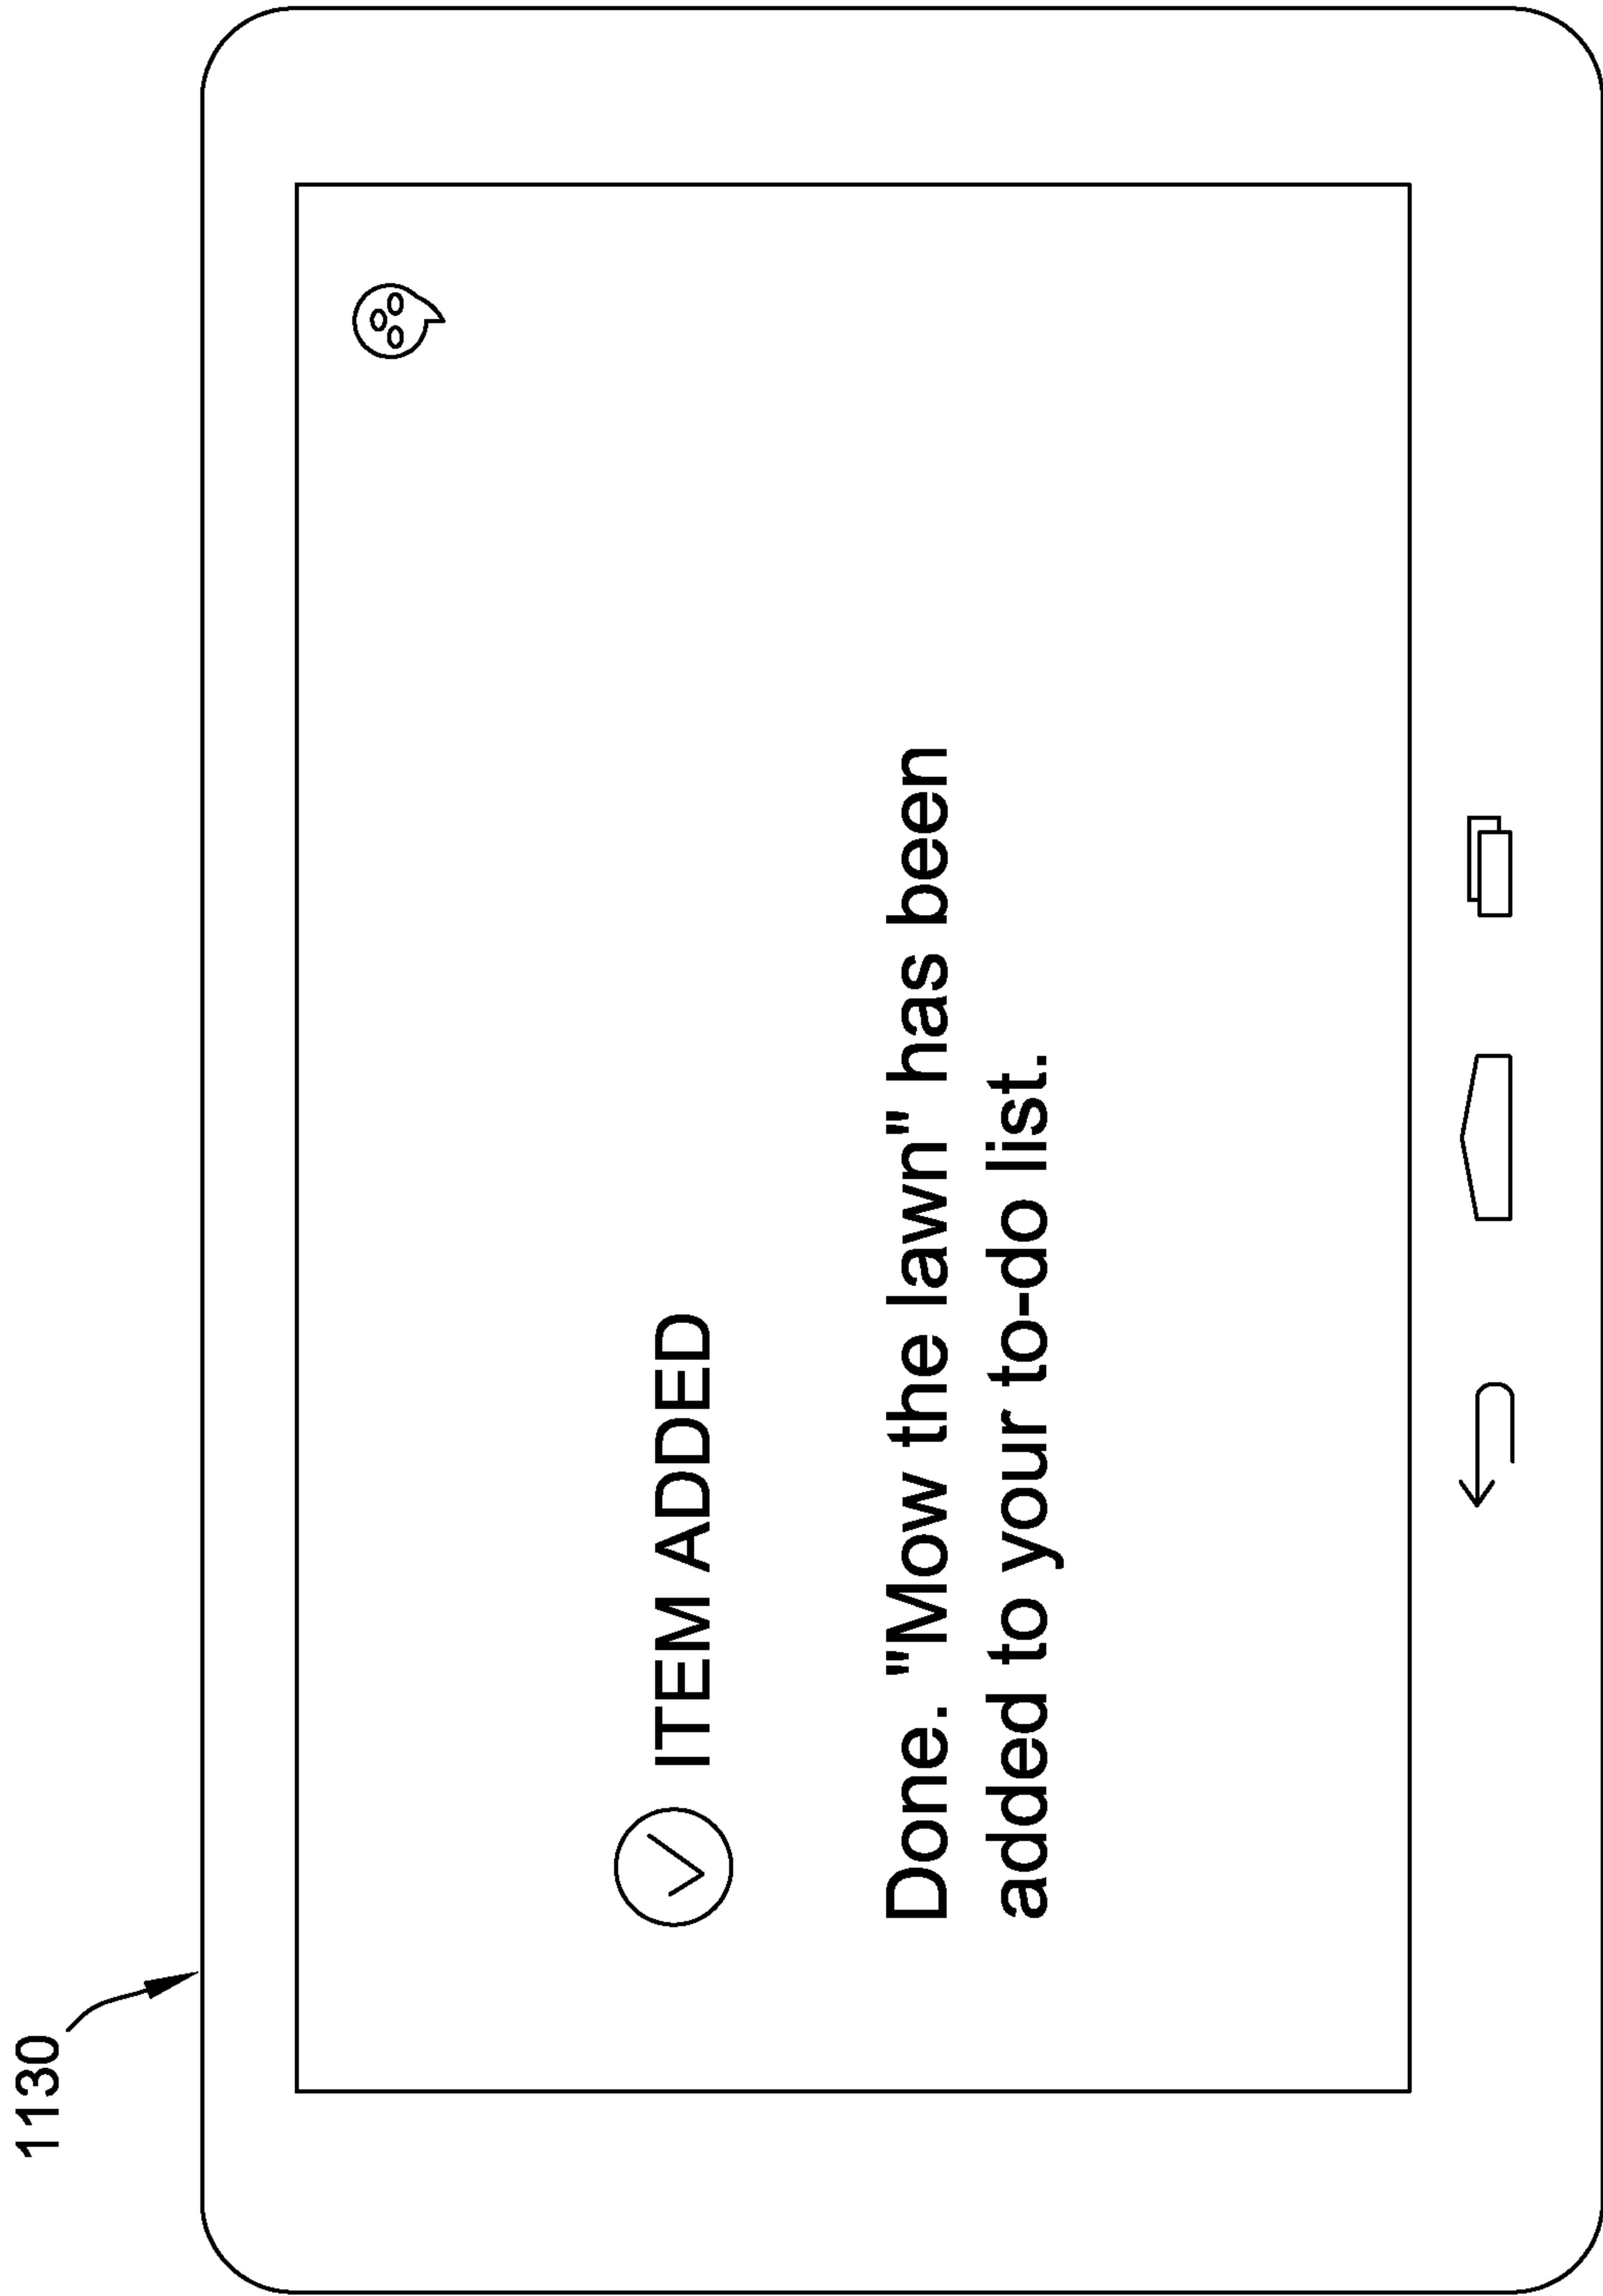 1130
ITEM ADDED
Done. "Mow the lawn" has been
added to your to-do list.